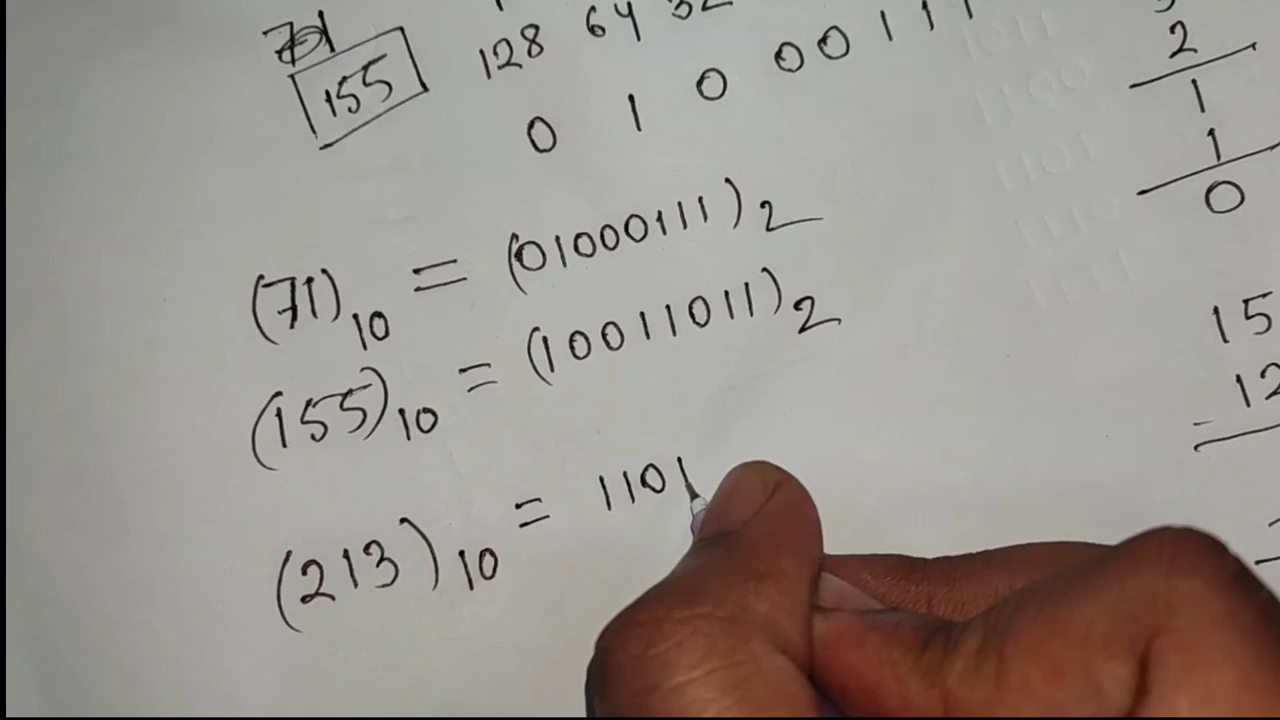 128 64 32
155
0 1 0 0 0 1 1 1
(71)10 = (01000111)2
(155)10 = (10011011)2
(213)10 = 1101
2
1
1
0
15
- 12